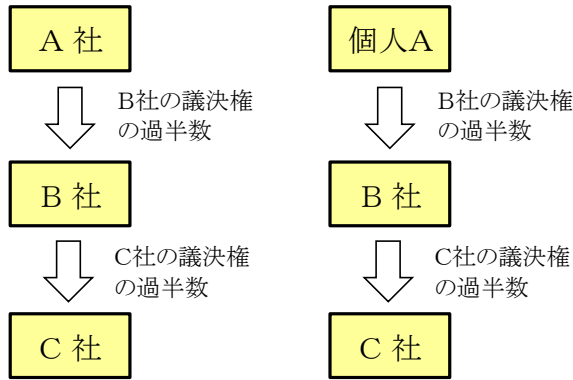 A 社
B社の議決権
の過半数
B 社
C社の議決権
の過半数
C 社
個人A
B社の議決権
の過半数
B 社
C社の議決権
の過半数
C 社